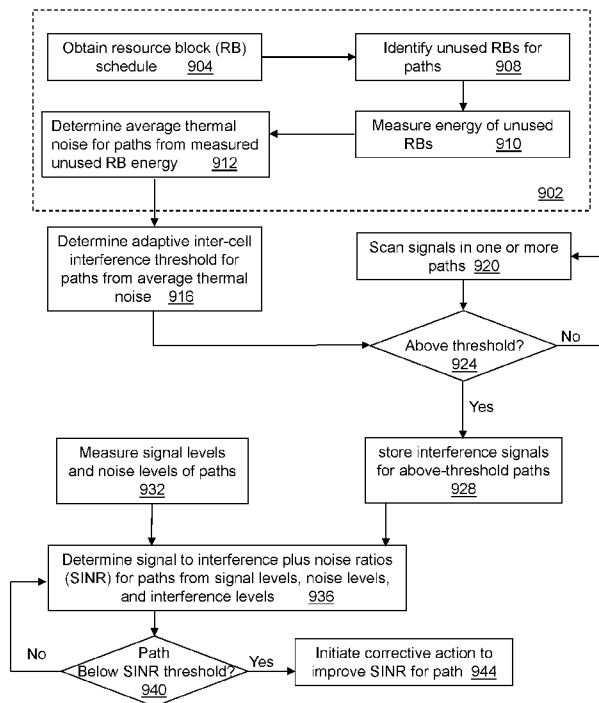 Obtain resource block (RB)
schedule 904
Identify unused RBs for
paths 908
Determine average thermal
noise for paths from measured
unused RB energy 912
Measure energy of unused
RBs 910
902
Determine adaptive inter-cell
interference threshold for
paths from average thermal
noise 916
Scan signals in one or more
paths 920
Above threshold?
924
No
Yes
Measure signal levels
and noise levels of paths
932
store interference signals
for above-threshold paths
928
Determine signal to interference plus noise ratios
(SINR) for paths from signal levels, noise levels,
and interference levels 936
No
Path
Below SINR threshold?
940
Yes
Initiate corrective action to
improve SINR for path 944